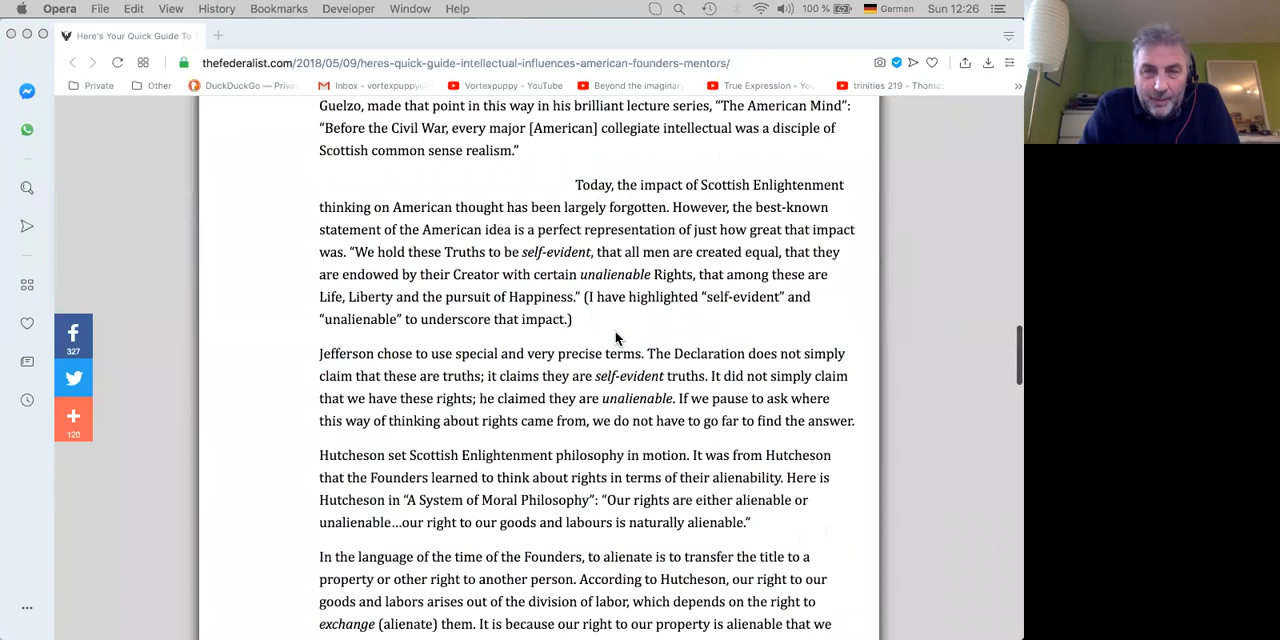 Opera File Edit View History Bookmarks Developer Window Help 100 % German Sun 12:26
Here's Your Quick Guide To
thefederalist.com/2018/05/09/heres-quick-guide-intellectual-influences-american-founders-mentors/
Private Other DuckDuckGo — Priva Inbox - vortexpuppy@ Vortexpuppy - YouTube Beyond the imaginary True Expression - You trinities 219 - Thomas »
Guelzo, made that point in this way in his brilliant lecture series, “The American Mind”:
“Before the Civil War, every major [American] collegiate intellectual was a disciple of
Scottish common sense realism.”
Today, the impact of Scottish Enlightenment
thinking on American thought has been largely forgotten. However, the best-known
statement of the American idea is a perfect representation of just how great that impact
was. “We hold these Truths to be self-evident, that all men are created equal, that they
are endowed by their Creator with certain unalienable Rights, that among these are
Life, Liberty and the pursuit of Happiness.” (I have highlighted “self-evident” and
“unalienable” to underscore that impact.)
327
120
Jefferson chose to use special and very precise terms. The Declaration does not simply
claim that these are truths; it claims they are self-evident truths. It did not simply claim
that we have these rights; he claimed they are unalienable. If we pause to ask where
this way of thinking about rights came from, we do not have to go far to find the answer.
Hutcheson set Scottish Enlightenment philosophy in motion. It was from Hutcheson
that the Founders learned to think about rights in terms of their alienability. Here is
Hutcheson in “A System of Moral Philosophy”: “Our rights are either alienable or
unalienable…our right to our goods and labours is naturally alienable.”
In the language of the time of the Founders, to alienate is to transfer the title to a
property or other right to another person. According to Hutcheson, our right to our
goods and labors arises out of the division of labor, which depends on the right to
exchange (alienate) them. It is because our right to our property is alienable that we